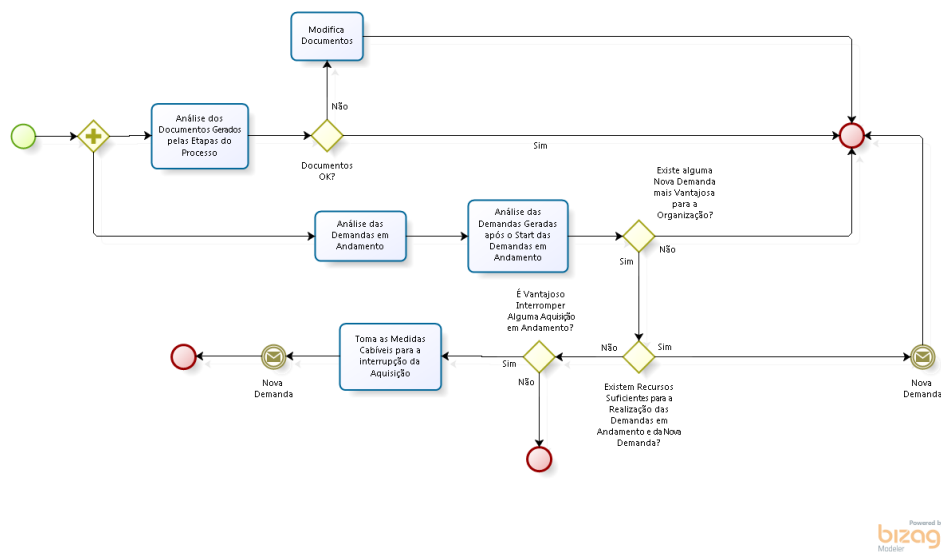 Modifica
Documentos
Não
Análise dos
Documentos Gerados
pelas Etapas do
Processo
Sim
Documentos
OK?
Existe alguma
Nova Demanda
mais Vantajosa
para a
Organização?
Análise das
Demandas em
Andamento
Análise das
Demandas Geradas
após o Start das
Demandas em
Andamento
Não
Sim
É Vantajoso
Interromper
Alguma Aquisição
em Andamento?
Toma as Medidas
Cabíveis para a
interrupção da
Aquisição
Não
Sim
Sim
Não
Nova
Demanda
Existem Recursos
Suficientes para a
Realização das
Demandas em
Andamento e da Nova
Demanda?
Nova
Demanda
Powered b
bizag
Modeler